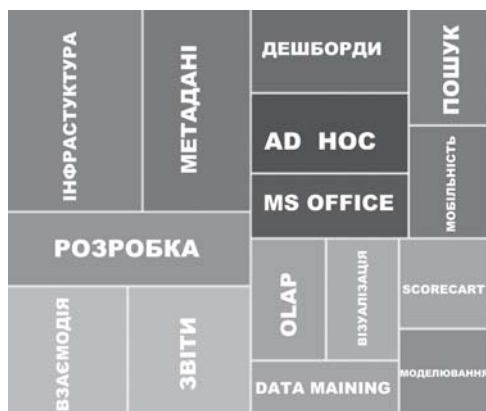 ІНФРАСТУКТУРА
МЕТАДАНІ
ДЕШБОРДИ
ПОШУК
AD HOC
MS OFFICE
МОБІЛЬНІСТЬ
РОЗРОБКА
ВЗАЄМОДІЯ
ЗВІТИ
OLAP
ВІЗУАЛІЗАЦІЯ
SCORECART
DATA MAINING
МОДЕЛЮВАННЯ